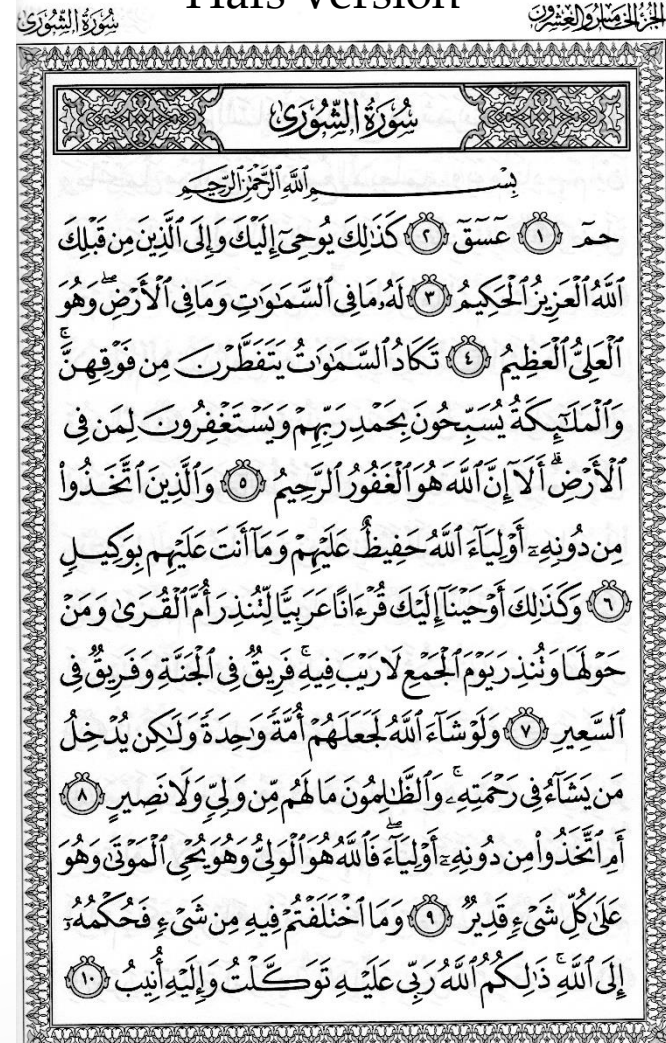 Hafs Version
سُورَةُ الشُّورَىٰ
الجُزْءُ الخَامِسُ وَالعِشْرُونَ
سُورَةُ الشُّورَىٰ
بِسْمِ ٱللَّهِ ٱلرَّحْمَٰنِ ٱلرَّحِيمِ
حمٓ ١ عٓسٓقٓ ٢ كَذَٰلِكَ يُوحِىٓ إِلَيْكَ وَإِلَى ٱلَّذِينَ مِن قَبْلِكَ
ٱللَّهُ ٱلْعَزِيزُ ٱلْحَكِيمُ ٣ لَهُۥ مَا فِى ٱلسَّمَٰوَٰتِ وَمَا فِى ٱلْأَرْضِ ۖ وَهُوَ
ٱلْعَلِىُّ ٱلْعَظِيمُ ٤ تَكَادُ ٱلسَّمَٰوَٰتُ يَتَفَطَّرْنَ مِن فَوْقِهِنَّ ۚ
وَٱلْمَلَٰٓئِكَةُ يُسَبِّحُونَ بِحَمْدِ رَبِّهِمْ وَيَسْتَغْفِرُونَ لِمَن فِى
ٱلْأَرْضِ ۗ أَلَآ إِنَّ ٱللَّهَ هُوَ ٱلْغَفُورُ ٱلرَّحِيمُ ٥ وَٱلَّذِينَ ٱتَّخَذُوا۟
مِن دُونِهِۦٓ أَوْلِيَآءَ ٱللَّهُ حَفِيظٌ عَلَيْهِمْ وَمَآ أَنتَ عَلَيْهِم بِوَكِيلٍ
٦ وَكَذَٰلِكَ أَوْحَيْنَآ إِلَيْكَ قُرْءَانًا عَرَبِيًّا لِّتُنذِرَ أُمَّ ٱلْقُرَىٰ وَمَنْ
حَوْلَهَا وَتُنذِرَ يَوْمَ ٱلْجَمْعِ لَا رَيْبَ فِيهِ ۚ فَرِيقٌ فِى ٱلْجَنَّةِ وَفَرِيقٌ فِى
ٱلسَّعِيرِ ٧ وَلَوْ شَآءَ ٱللَّهُ لَجَعَلَهُمْ أُمَّةً وَٰحِدَةً وَلَٰكِن يُدْخِلُ
مَن يَشَآءُ فِى رَحْمَتِهِۦ ۚ وَٱلظَّٰلِمُونَ مَا لَهُم مِّن وَلِىٍّ وَلَا نَصِيرٍ ٨
أَمِ ٱتَّخَذُوا۟ مِن دُونِهِۦٓ أَوْلِيَآءَ ۖ فَٱللَّهُ هُوَ ٱلْوَلِىُّ وَهُوَ يُحْىِ ٱلْمَوْتَىٰ وَهُوَ
عَلَىٰ كُلِّ شَىْءٍ قَدِيرٌ ٩ وَمَا ٱخْتَلَفْتُمْ فِيهِ مِن شَىْءٍ فَحُكْمُهُۥٓ
إِلَى ٱللَّهِ ۚ ذَٰلِكُمُ ٱللَّهُ رَبِّى عَلَيْهِ تَوَكَّلْتُ وَإِلَيْهِ أُنِيبُ ١٠